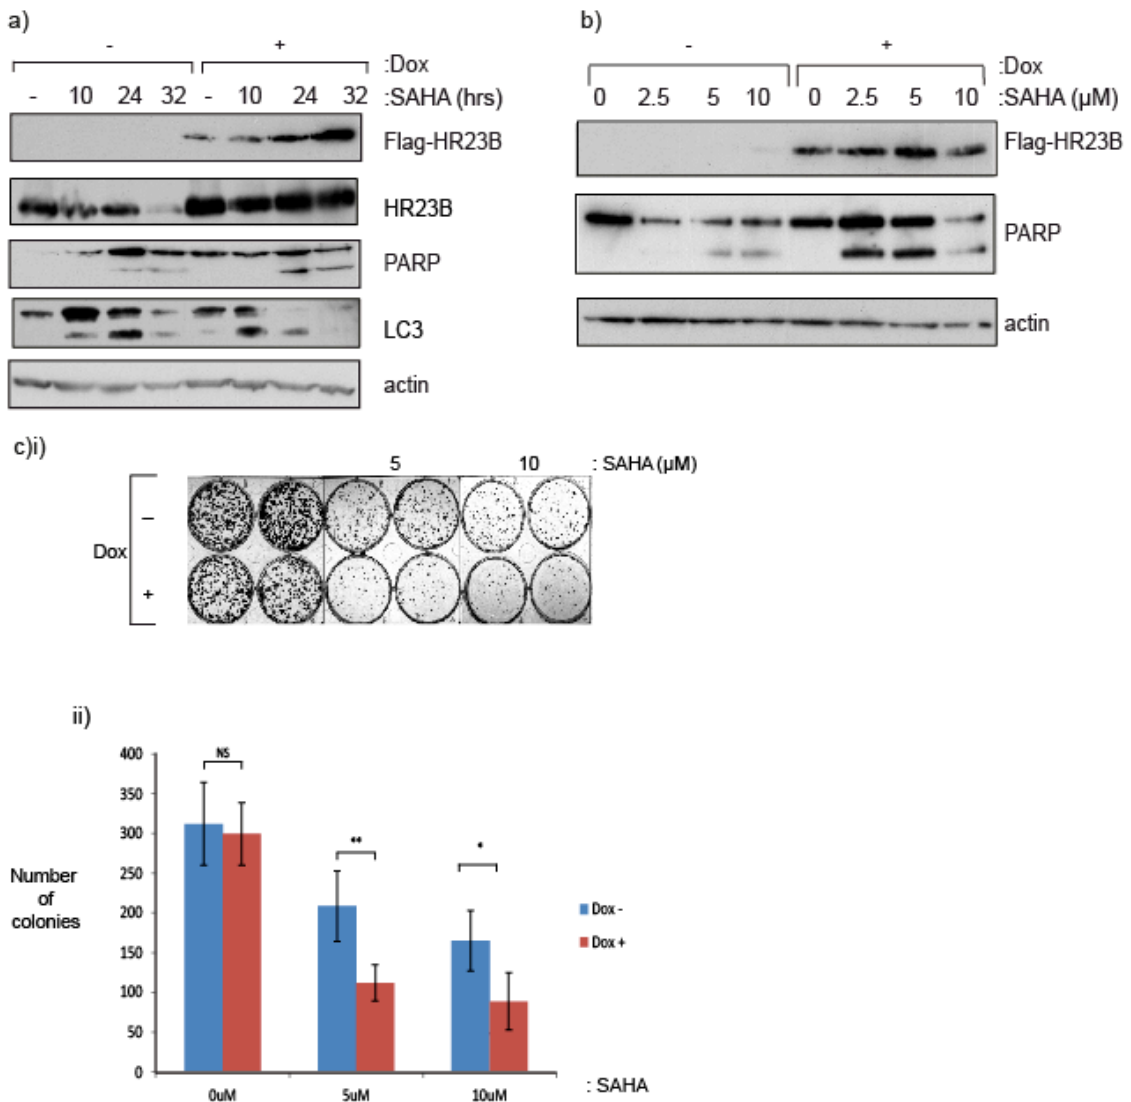 a)
- +
:Dox
- 10 24 32 - 10 24 32 :SAHA (hrs)
Flag-HR23B
HR23B
PARP
LC3
actin
b)
- +
:Dox
0 2.5 5 10 0 2.5 5 10 :SAHA (µM)
Flag-HR23B
PARP
actin
c)i)
5 10 : SAHA (µM)
Dox
–
+
ii)
400
350
300
250
200
150
100
50
0
Number
of
colonies
NS
**
*
Dox -
Dox +
0uM 5uM 10uM : SAHA